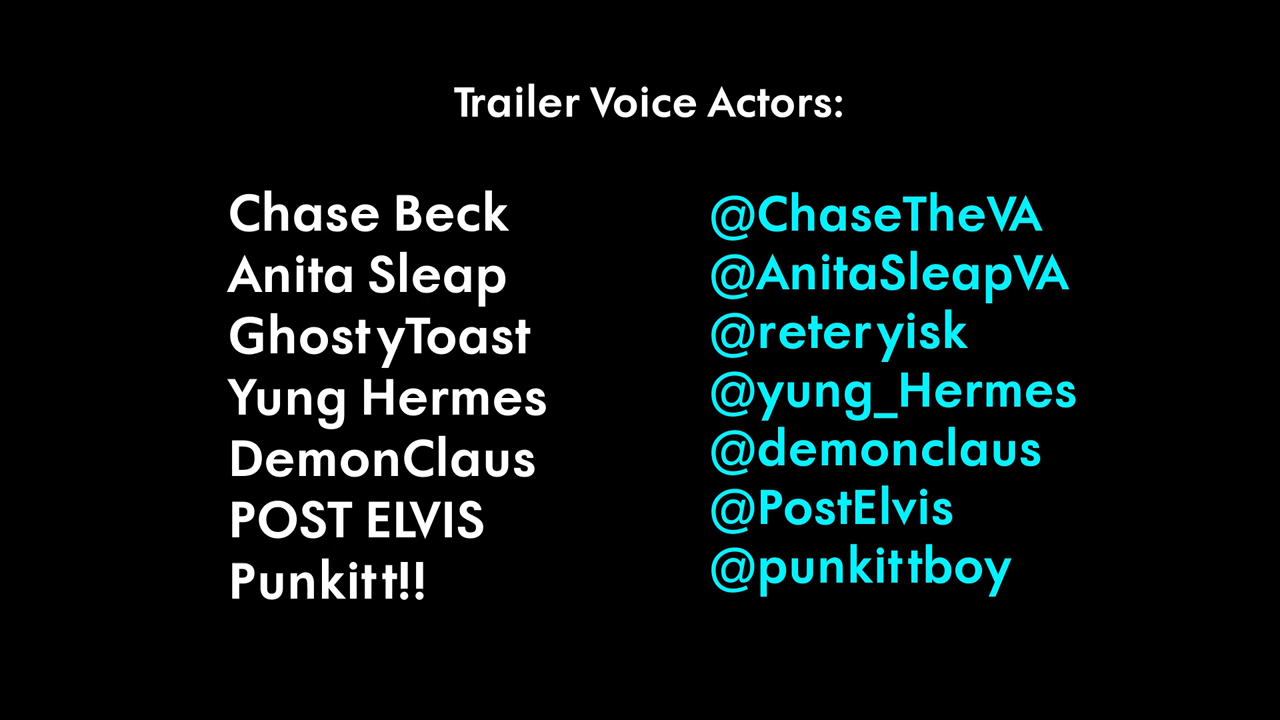 Trailer Voice Actors:
Chase Beck @ChaseTheVA
Anita Sleap @AnitaSleapVA
GhostyToast @reteryisk
Yung Hermes @yung_Hermes
DemonClaus @demonclaus
POST ELVIS @PostElvis
Punkitt!! @punkittboy